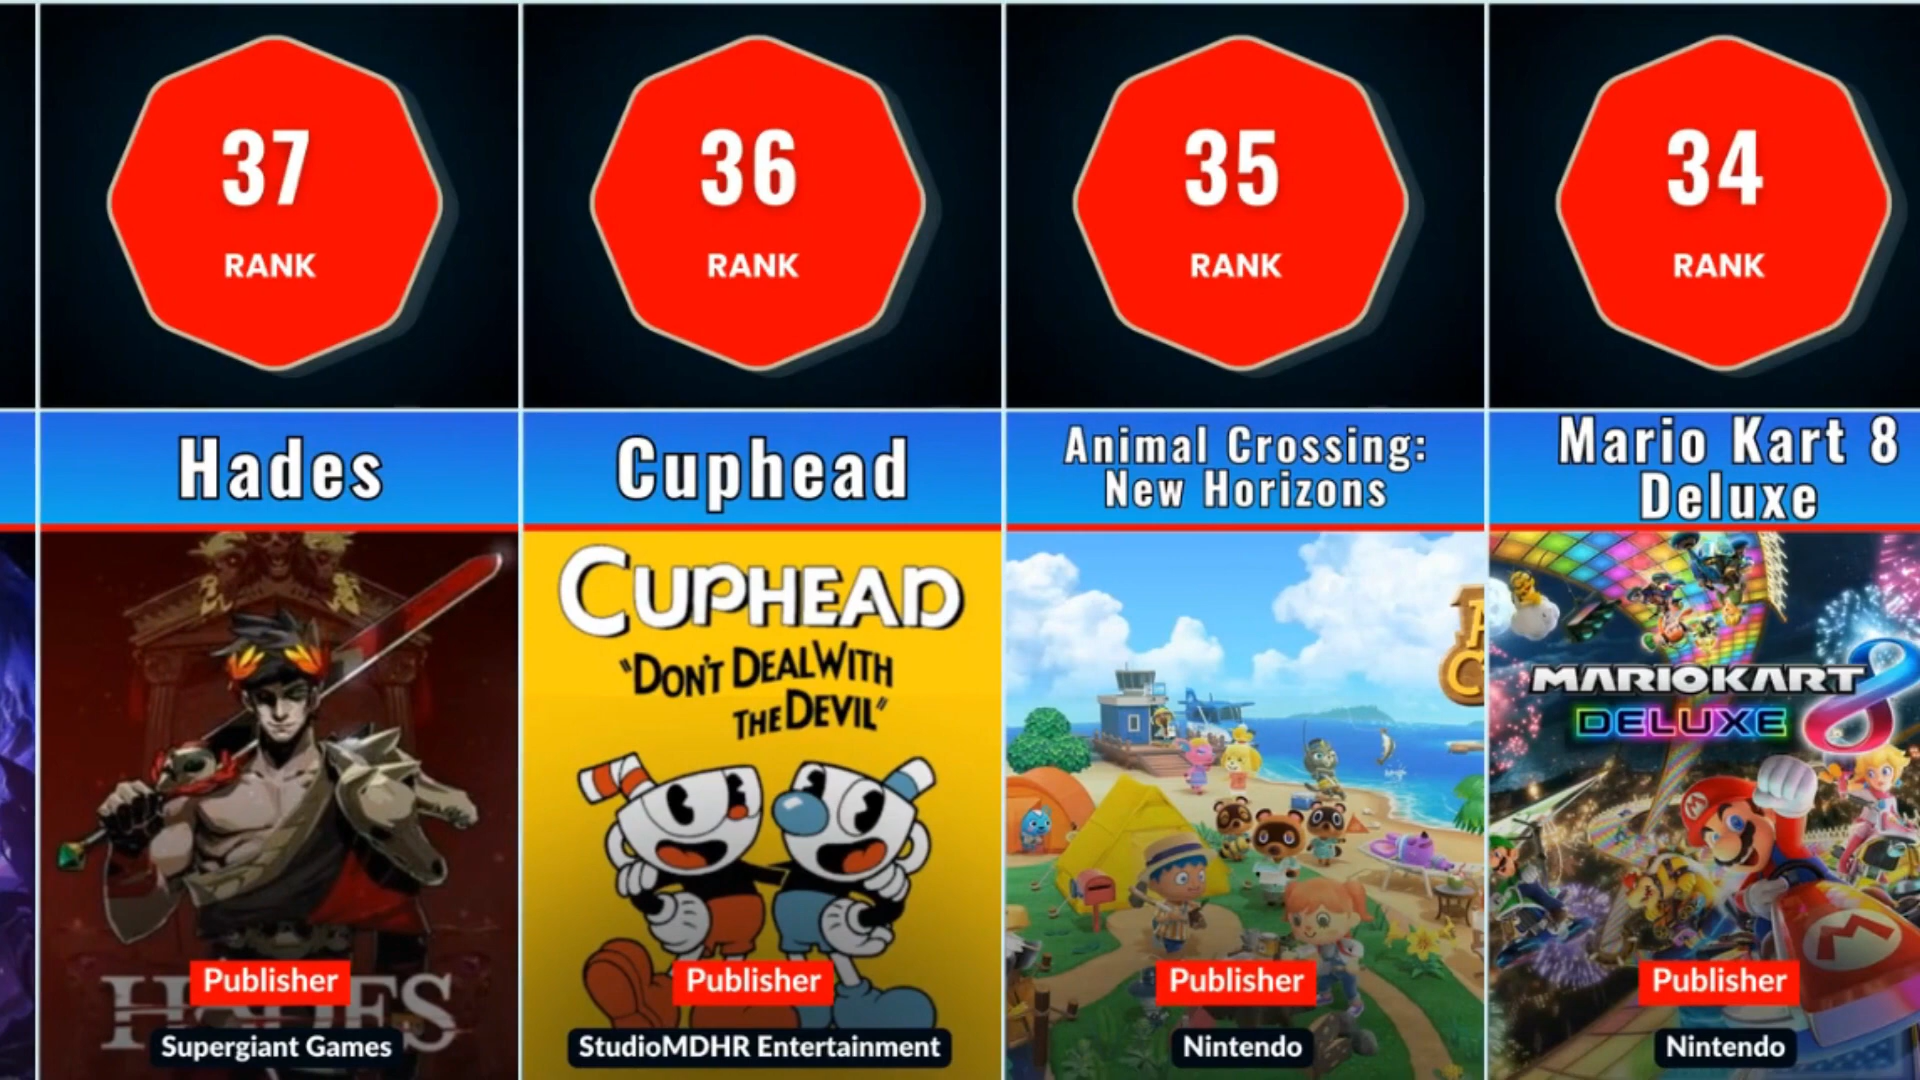 37
RANK
Hades
HADES
Publisher
Supergiant Games
36
RANK
Cuphead
CUPHEAD
"DON'T DEAL WITH
THE DEVIL"
Publisher
StudioMDHR Entertainment
35
RANK
Animal Crossing:
New Horizons
Publisher
Nintendo
34
RANK
Mario Kart 8
Deluxe
MARIOKART 8
DELUXE
Publisher
Nintendo